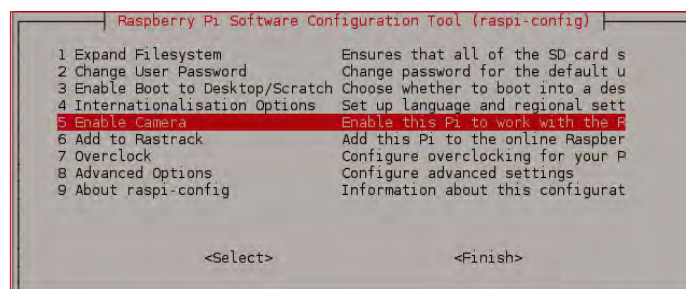 Raspberry Pi Software Configuration Tool (raspi-config)
1 Expand Filesystem Ensures that all of the SD card s
2 Change User Password Change password for the default u
3 Enable Boot to Desktop/Scratch Choose whether to boot into a des
4 Internationalisation Options Set up language and regional sett
5 Enable Camera Enable this Pi to work with the R
6 Add to Rastrack Add this Pi to the online Raspber
7 Overclock Configure overclocking for your P
8 Advanced Options Configure advanced settings
9 About raspi-config Information about this configurat
<Select> <Finish>